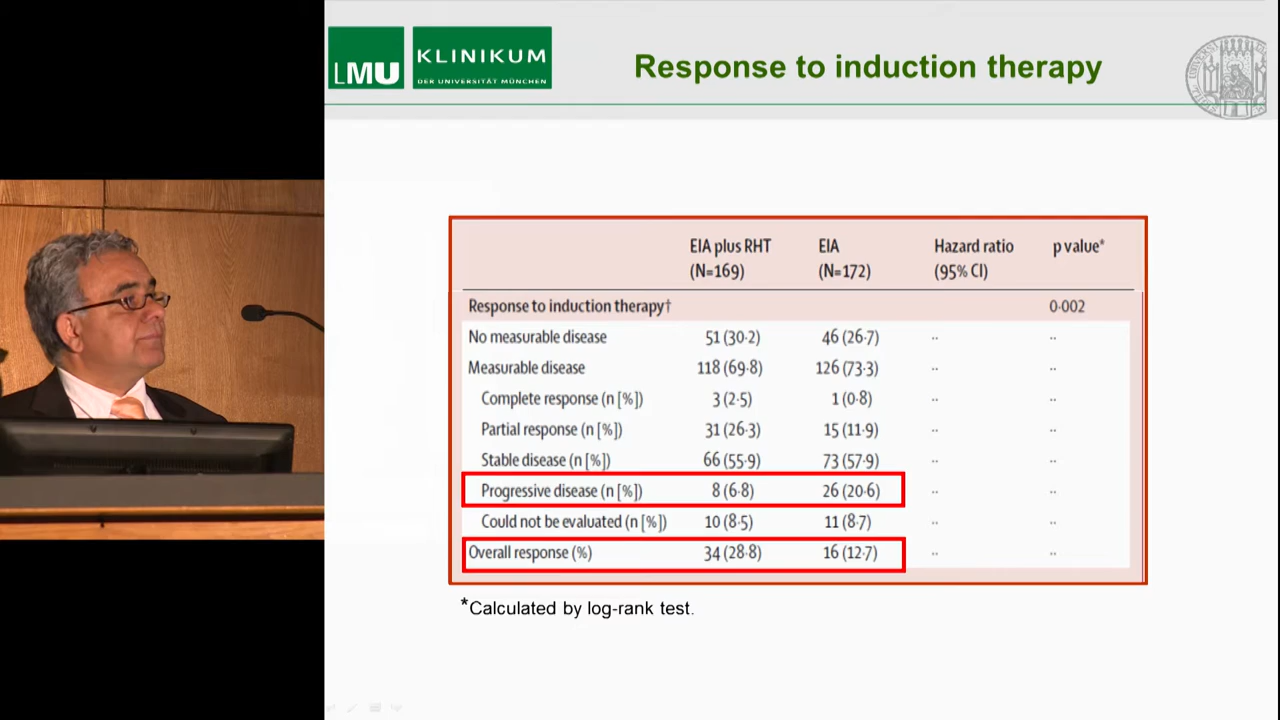 LMU KLINIKUM
DER UNIVERSITÄT MÜNCHEN
Response to induction therapy
EIA plus RHT EIA Hazard ratio p value*
(N=169) (N=172) (95% CI)
Response to induction therapy† 0·002
No measurable disease 51 (30·2) 46 (26·7) ·· ··
Measurable disease 118 (69·8) 126 (73·3) ·· ··
Complete response (n [%]) 3 (2·5) 1 (0·8) ·· ··
Partial response (n [%]) 31 (26·3) 15 (11·9) ·· ··
Stable disease (n [%]) 66 (55·9) 73 (57·9) ·· ··
Progressive disease (n [%]) 8 (6·8) 26 (20·6) ·· ··
Could not be evaluated (n [%]) 10 (8·5) 11 (8·7) ·· ··
Overall response (%) 34 (28·8) 16 (12·7) ·· ··
*Calculated by log-rank test.